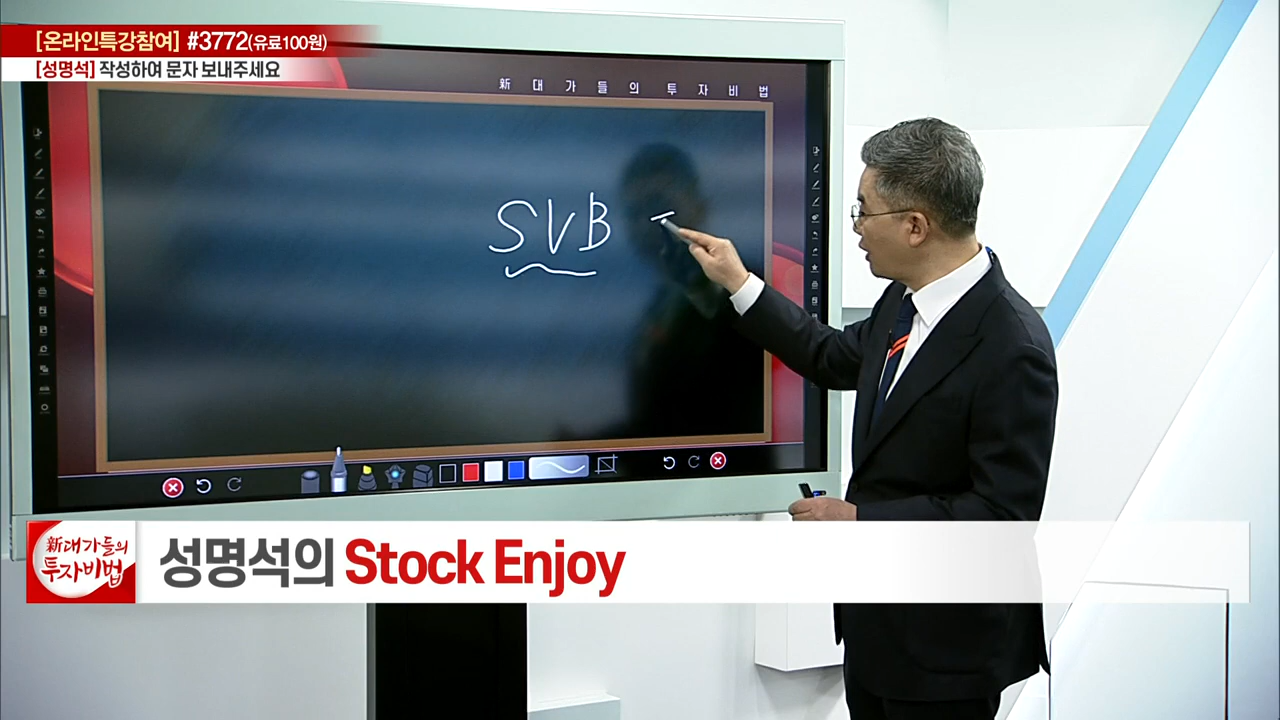 [온라인특강참여] #3772(유료100원)
[성명석] 작성하여 문자 보내주세요
新 대 가 들 의 투 자 비 법
SVB -
新대가들의
투자비법
성명석의 Stock Enjoy